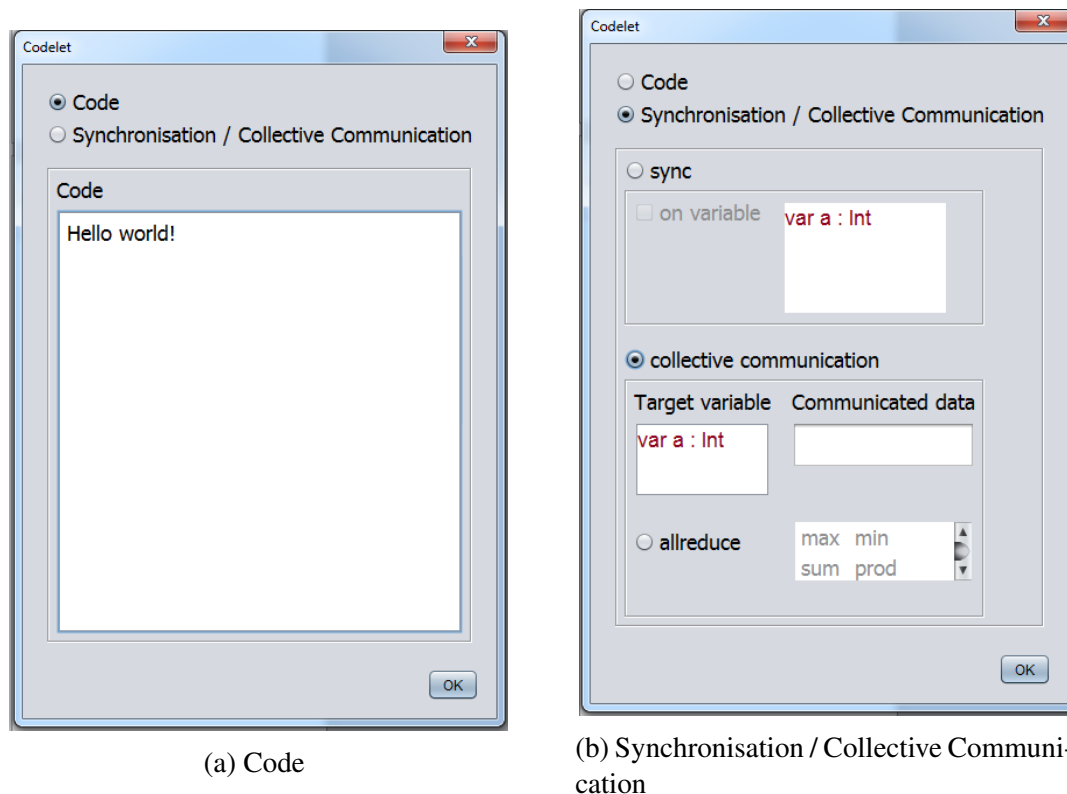 Codelet
Code
Synchronisation / Collective Communication
Code
Hello world!
OK
(a) Code
Codelet
Code
Synchronisation / Collective Communication
sync
on variable
var a : Int
collective communication
Target variable Communicated data
var a : Int
allreduce
max min
sum prod
OK
(b) Synchronisation / Collective Communi-
cation